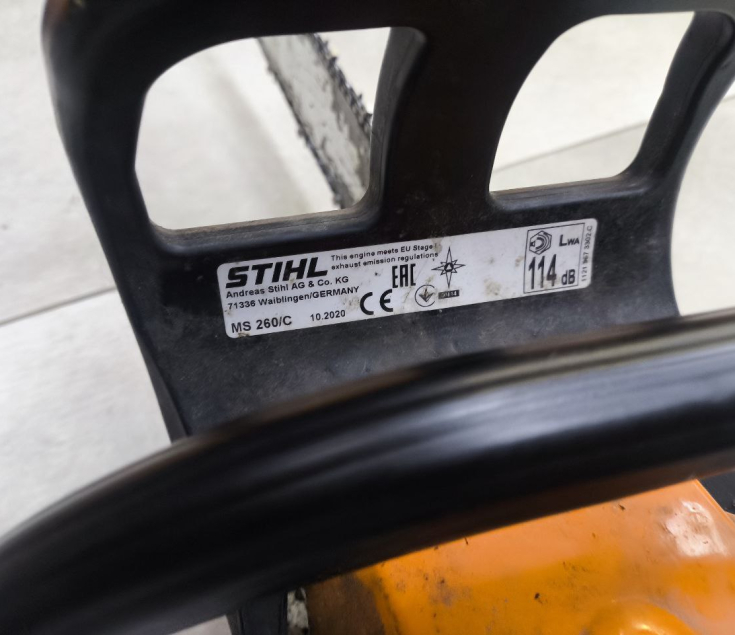 STIHL
This engine meets EU Stage I
exhaust emission regulations
Andreas Stihl AG & Co. KG
71336 Waiblingen/GERMANY
MS 260/C
10.2020
CE
EAC
LWA
114 dB